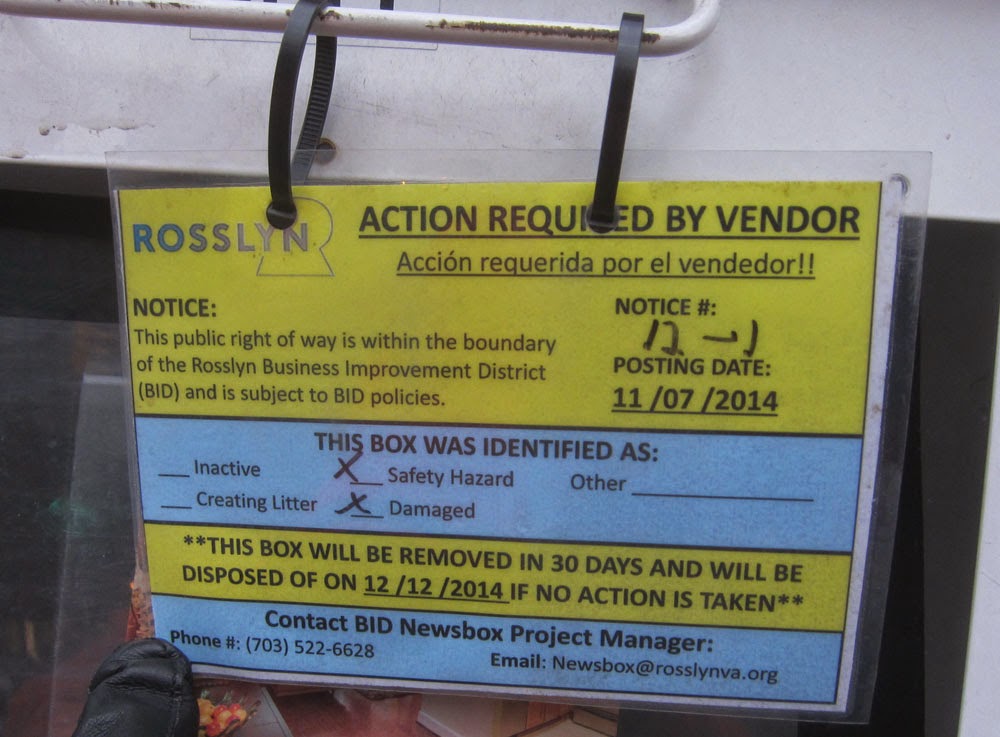 ROSSLYN
ACTION REQUIRED BY VENDOR
Acción requerida por el vendedor!!
NOTICE:
This public right of way is within the boundary
of the Rosslyn Business Improvement District
(BID) and is subject to BID policies.
NOTICE #:
12-1
POSTING DATE:
11 /07 /2014
THIS BOX WAS IDENTIFIED AS:
___ Inactive
X Safety Hazard
Other ___________
___ Creating Litter
X Damaged
**THIS BOX WILL BE REMOVED IN 30 DAYS AND WILL BE
DISPOSED OF ON 12 /12 /2014 IF NO ACTION IS TAKEN**
Contact BID Newsbox Project Manager:
Phone #: (703) 522-6628
Email: Newsbox@rosslynva.org